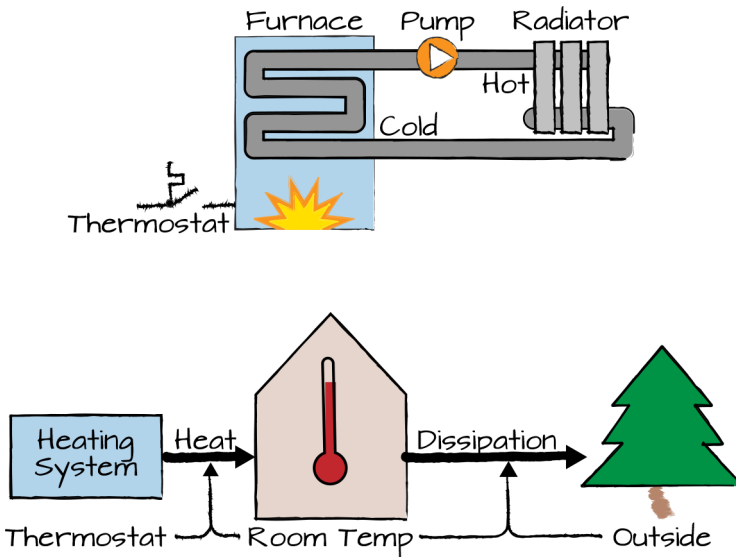 Furnace
Pump
Radiator
Hot
Cold
Thermostat
Heating
System
Heat
Dissipation
Thermostat
Room Temp
Outside